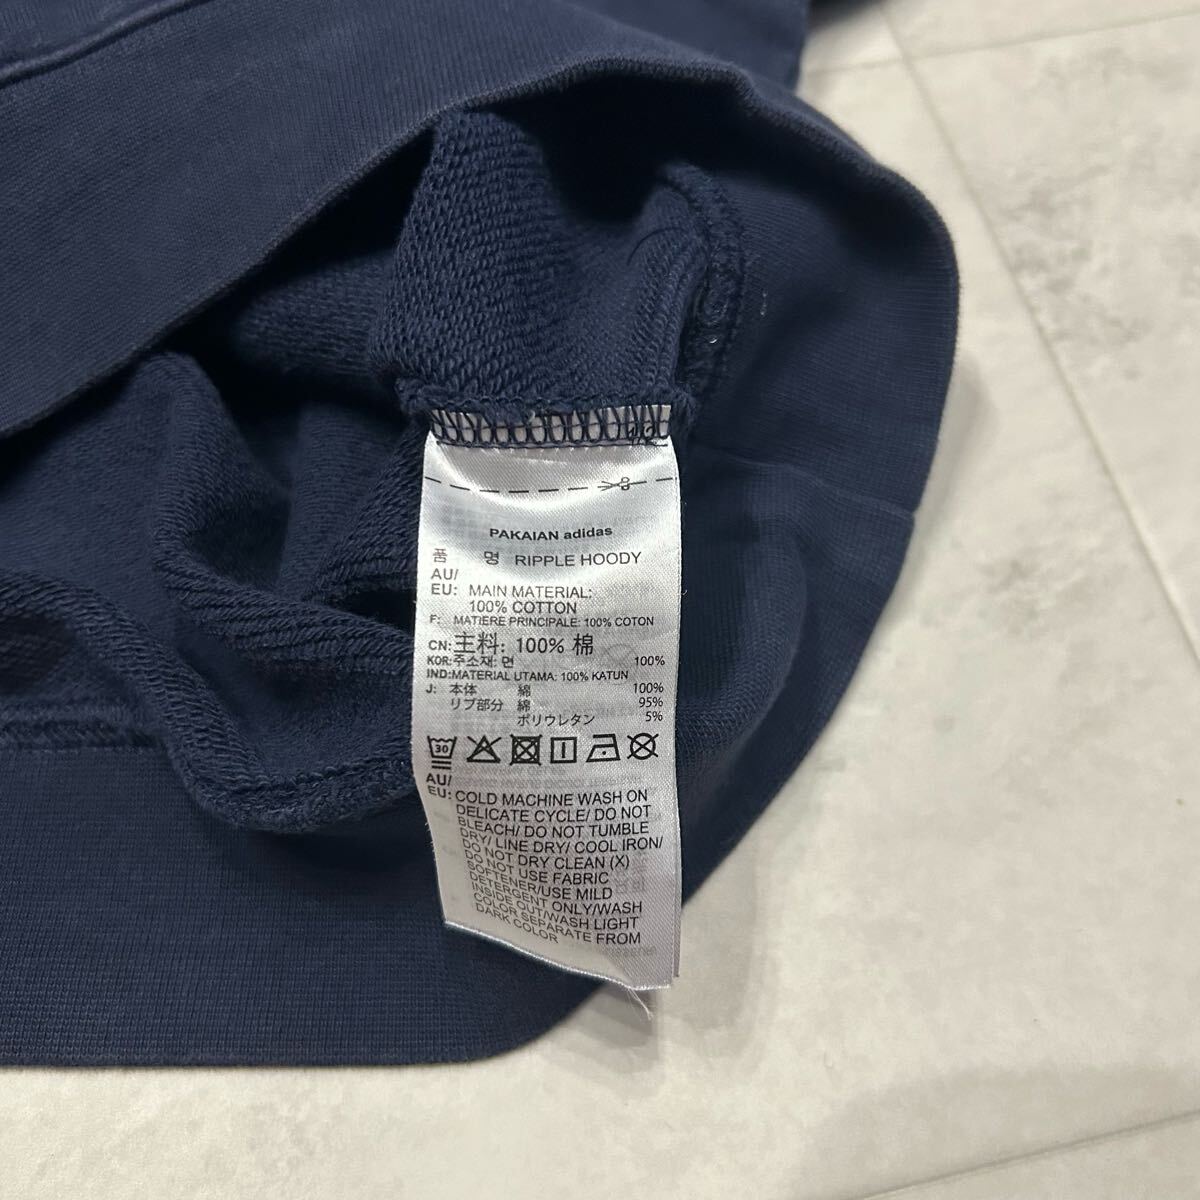 PAKAIAN adidas
품 명 RIPPLE HOODY
AU/
EU: MAIN MATERIAL:
100% COTTON
F: MATIERE PRINCIPALE: 100% COTON
CN:主料: 100% 棉
KOR:주소재: 면 100%
IND:MATERIAL UTAMA: 100% KATUN
J: 本体 綿 100%
リブ部分 綿 95%
ポリウレタン 5%
30
AU/
EU: COLD MACHINE WASH ON
DELICATE CYCLE/ DO NOT
BLEACH/ DO NOT TUMBLE
DRY/ LINE DRY/ COOL IRON/
DO NOT DRY CLEAN (X)
DO NOT USE FABRIC
SOFTENER/USE MILD
DETERGENT ONLY/WASH
INSIDE OUT/WASH LIGHT
COLOR SEPARATE FROM
DARK COLOR